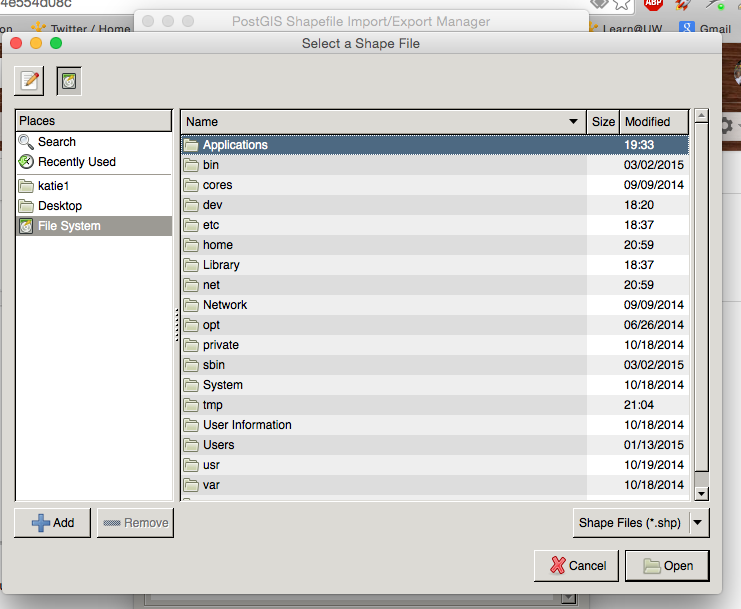 4e554d08c
PostGIS Shapefile Import/Export Manager
ABP
Twitter / Home
Learn@UW
8 Gmail
Select a Shape File
Places
Name Size Modified
Search
Recently Used
katie1
Desktop
File System
Applications 19:33
bin 03/02/2015
cores 09/09/2014
dev 18:20
etc 18:37
home 20:59
Library 18:37
net 20:59
Network 09/09/2014
opt 06/26/2014
private 10/18/2014
sbin 03/02/2015
System 10/18/2014
tmp 21:04
User Information 10/18/2014
Users 01/13/2015
usr 10/19/2014
var 10/18/2014
Add Remove
Shape Files (*.shp)
Cancel Open